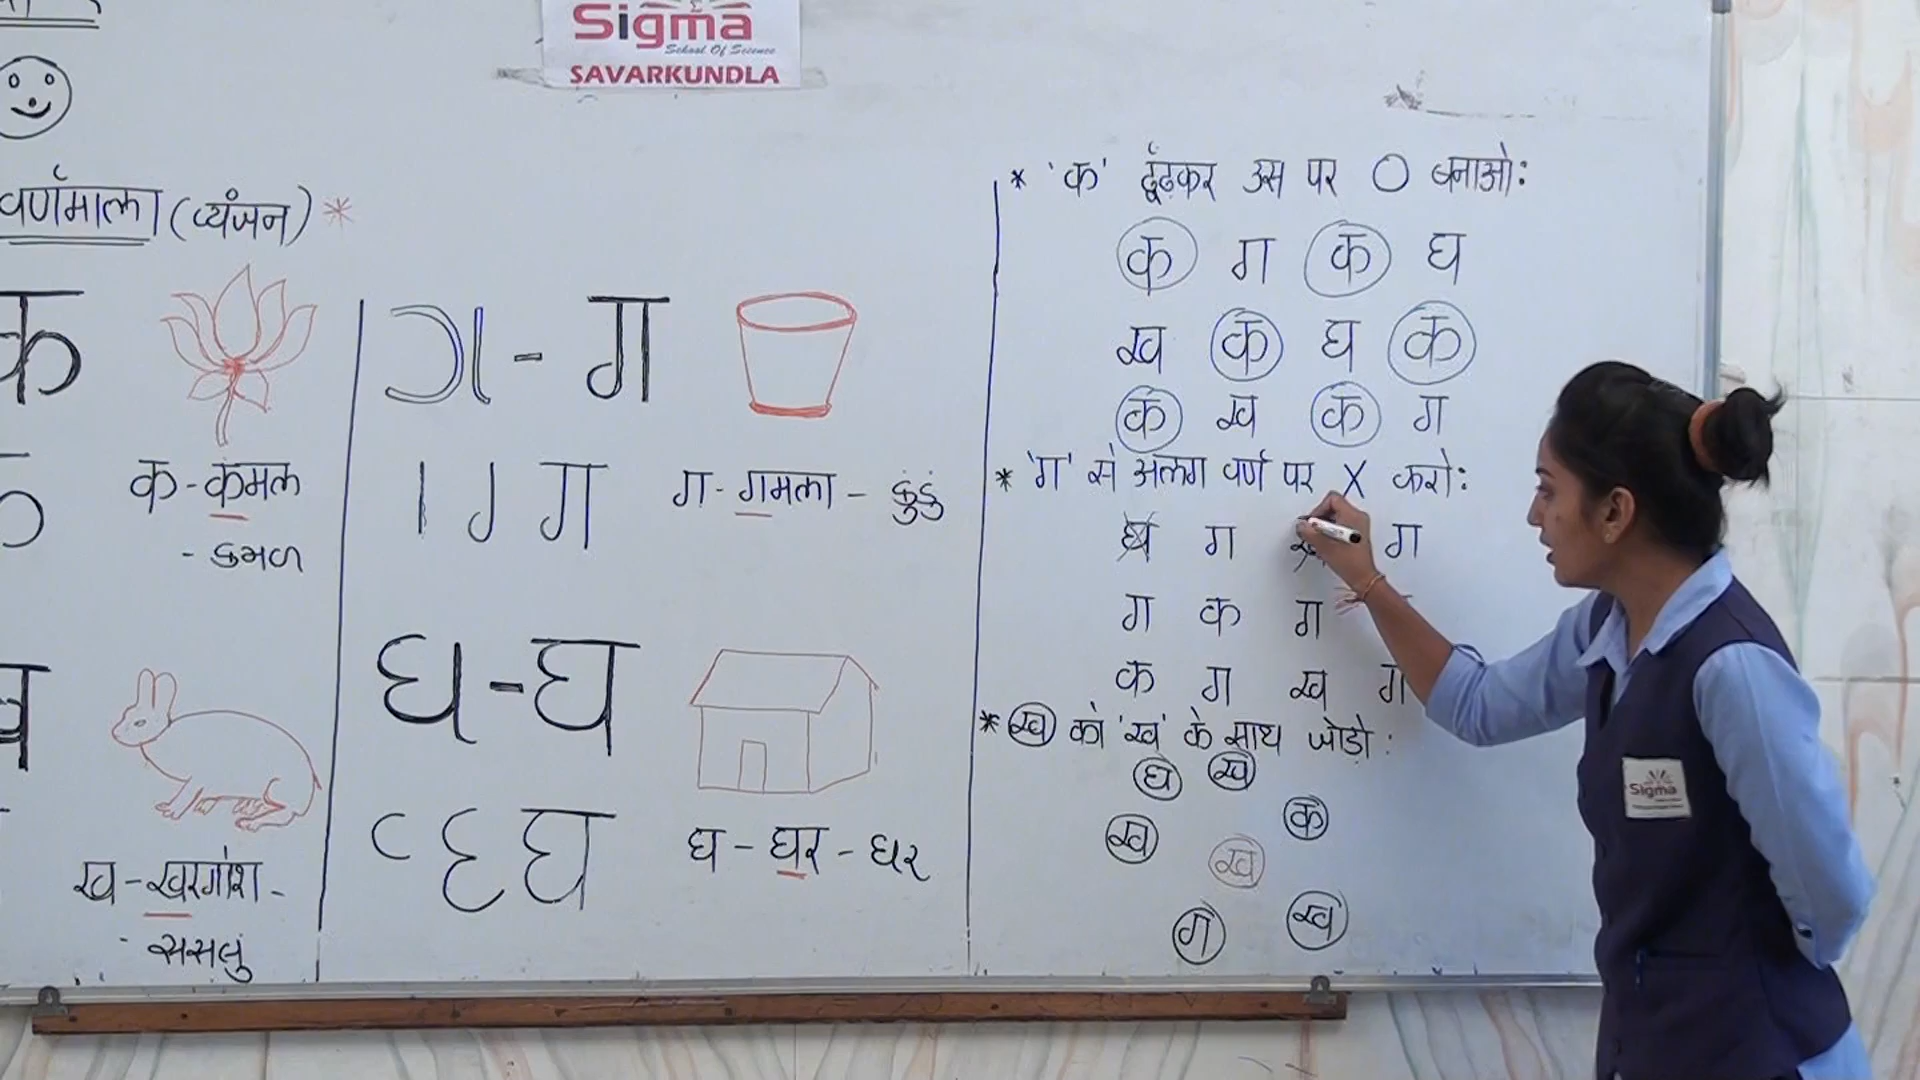 Sigma
School Of Science
SAVARKUNDLA
वर्णमाला (व्यंजन) *
क
क - कमल
- કમળ
ख - खरगोश -
- સસલું
ગ - ग
। J ग
ग - गमला - કુંડું
ઘ - घ
घ
घ - घर - ઘર
* 'क' ढूंढ़कर उस पर O बनाओ:
क ग क घ
ख क घ क
क ख क ग
* 'ग' से अलग वर्ण पर X करो:
घ ग ख ग
ग क ग
क ग ख ग
* ख को 'ख' के साथ जोड़ो:
घ ख
ख क
ख
ग ख
Sigma